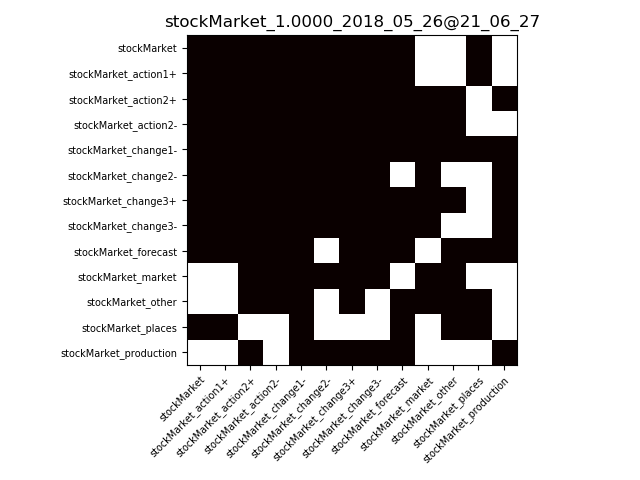 stockMarket_1.0000_2018_05_26@21_06_27
stockMarket
stockMarket_action1+
stockMarket_action2+
stockMarket_action2-
stockMarket_change1-
stockMarket_change2-
stockMarket_change3+
stockMarket_change3-
stockMarket_forecast
stockMarket_market
stockMarket_other
stockMarket_places
stockMarket_production
stockMarket
stockMarket_action1+
stockMarket_action2+
stockMarket_action2-
stockMarket_change1-
stockMarket_change2-
stockMarket_change3+
stockMarket_change3-
stockMarket_forecast
stockMarket_market
stockMarket_other
stockMarket_places
stockMarket_production